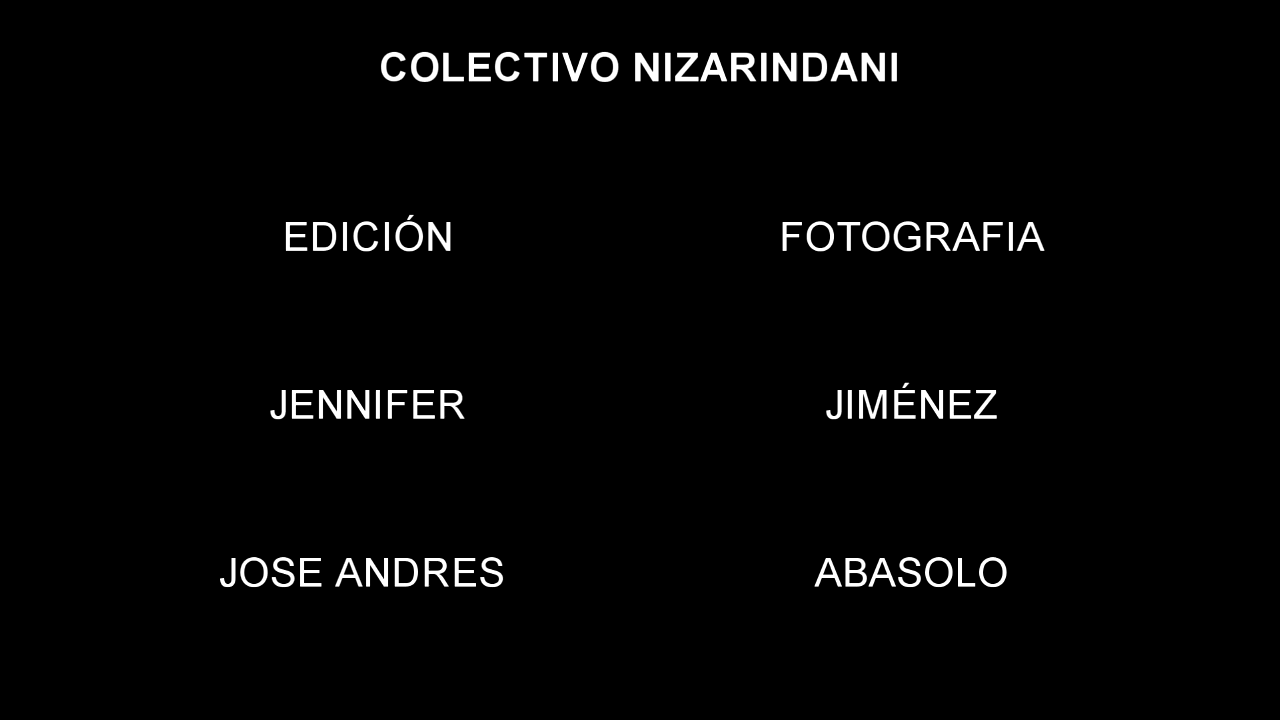 COLECTIVO NIZARINDANI
EDICIÓN FOTOGRAFIA
JENNIFER JIMÉNEZ
JOSE ANDRES ABASOLO